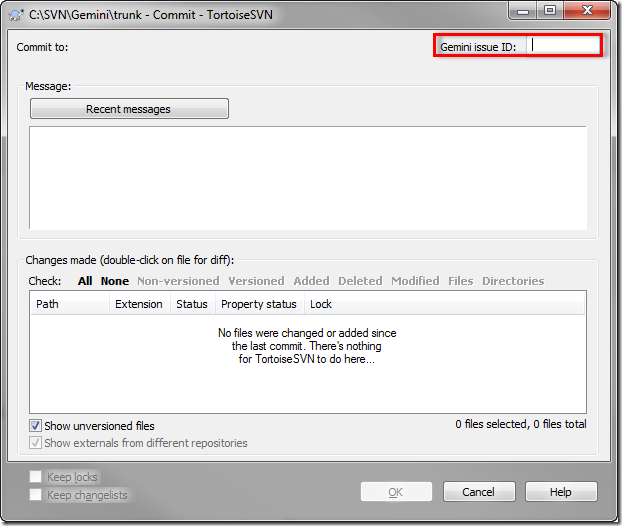 C:\SVN\Gemini\trunk - Commit - TortoiseSVN
Commit to:
Gemini issue ID:
Message:
Recent messages
Changes made (double-click on file for diff):
Check: All None Non-versioned Versioned Added Deleted Modified Files Directories
Path Extension Status Property status Lock
No files were changed or added since
the last commit. There's nothing
for TortoiseSVN to do here...
Show unversioned files
0 files selected, 0 files total
Show externals from different repositories
Keep locks
Keep changelists
OK Cancel Help